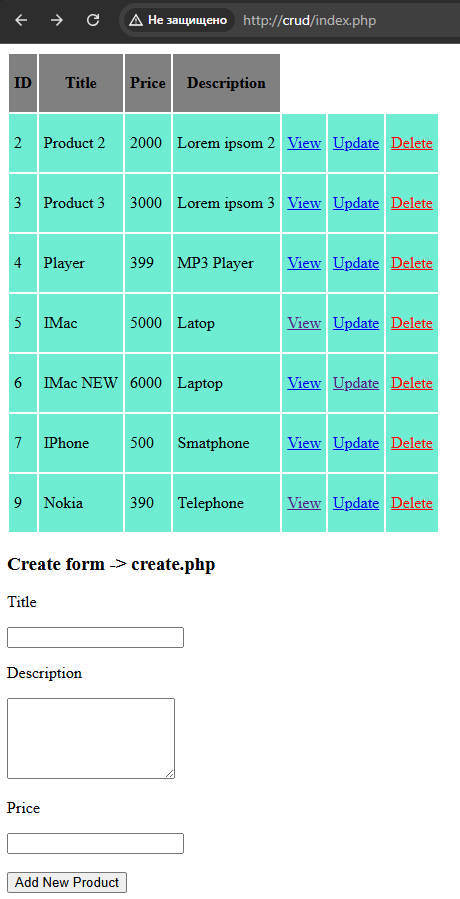 Не защищено http://crud/index.php
ID Title Price Description
2 Product 2 2000 Lorem ipsom 2 View Update Delete
3 Product 3 3000 Lorem ipsom 3 View Update Delete
4 Player 399 MP3 Player View Update Delete
5 IMac 5000 Latop View Update Delete
6 IMac NEW 6000 Laptop View Update Delete
7 IPhone 500 Smatphone View Update Delete
9 Nokia 390 Telephone View Update Delete
Create form -> create.php
Title
Description
Price
Add New Product